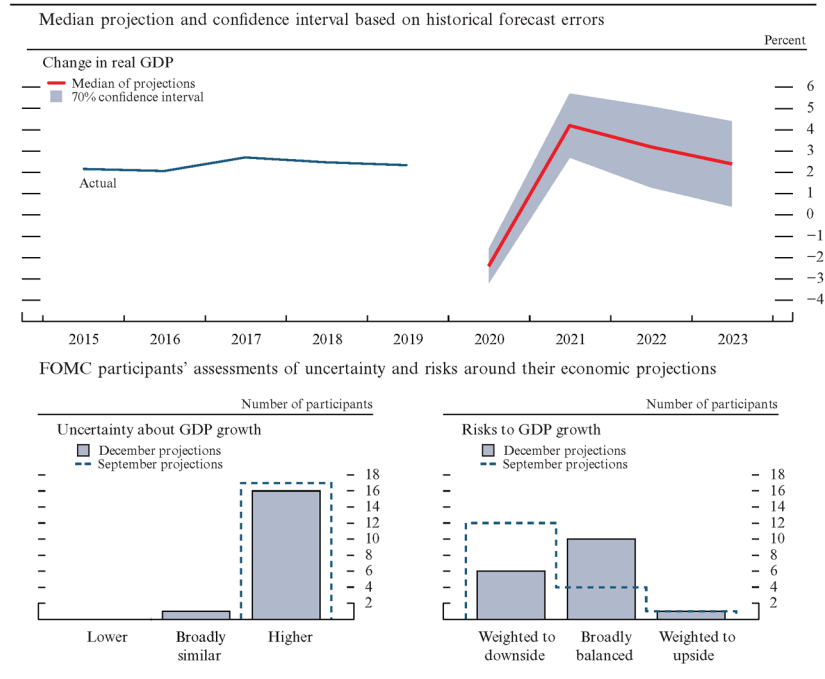 Median projection and confidence interval based on historical forecast errors
Percent
Change in real GDP
Median of projections
70% confidence interval
6
5
4
3
2
1
0
−1
−2
−3
−4
Actual
2015 2016 2017 2018 2019 2020 2021 2022 2023
FOMC participants’ assessments of uncertainty and risks around their economic projections
Number of participants
Uncertainty about GDP growth
December projections
September projections
18
16
14
12
10
8
6
4
2
Lower Broadly similar Higher
Number of participants
Risks to GDP growth
December projections
September projections
18
16
14
12
10
8
6
4
2
Weighted to downside Broadly balanced Weighted to upside